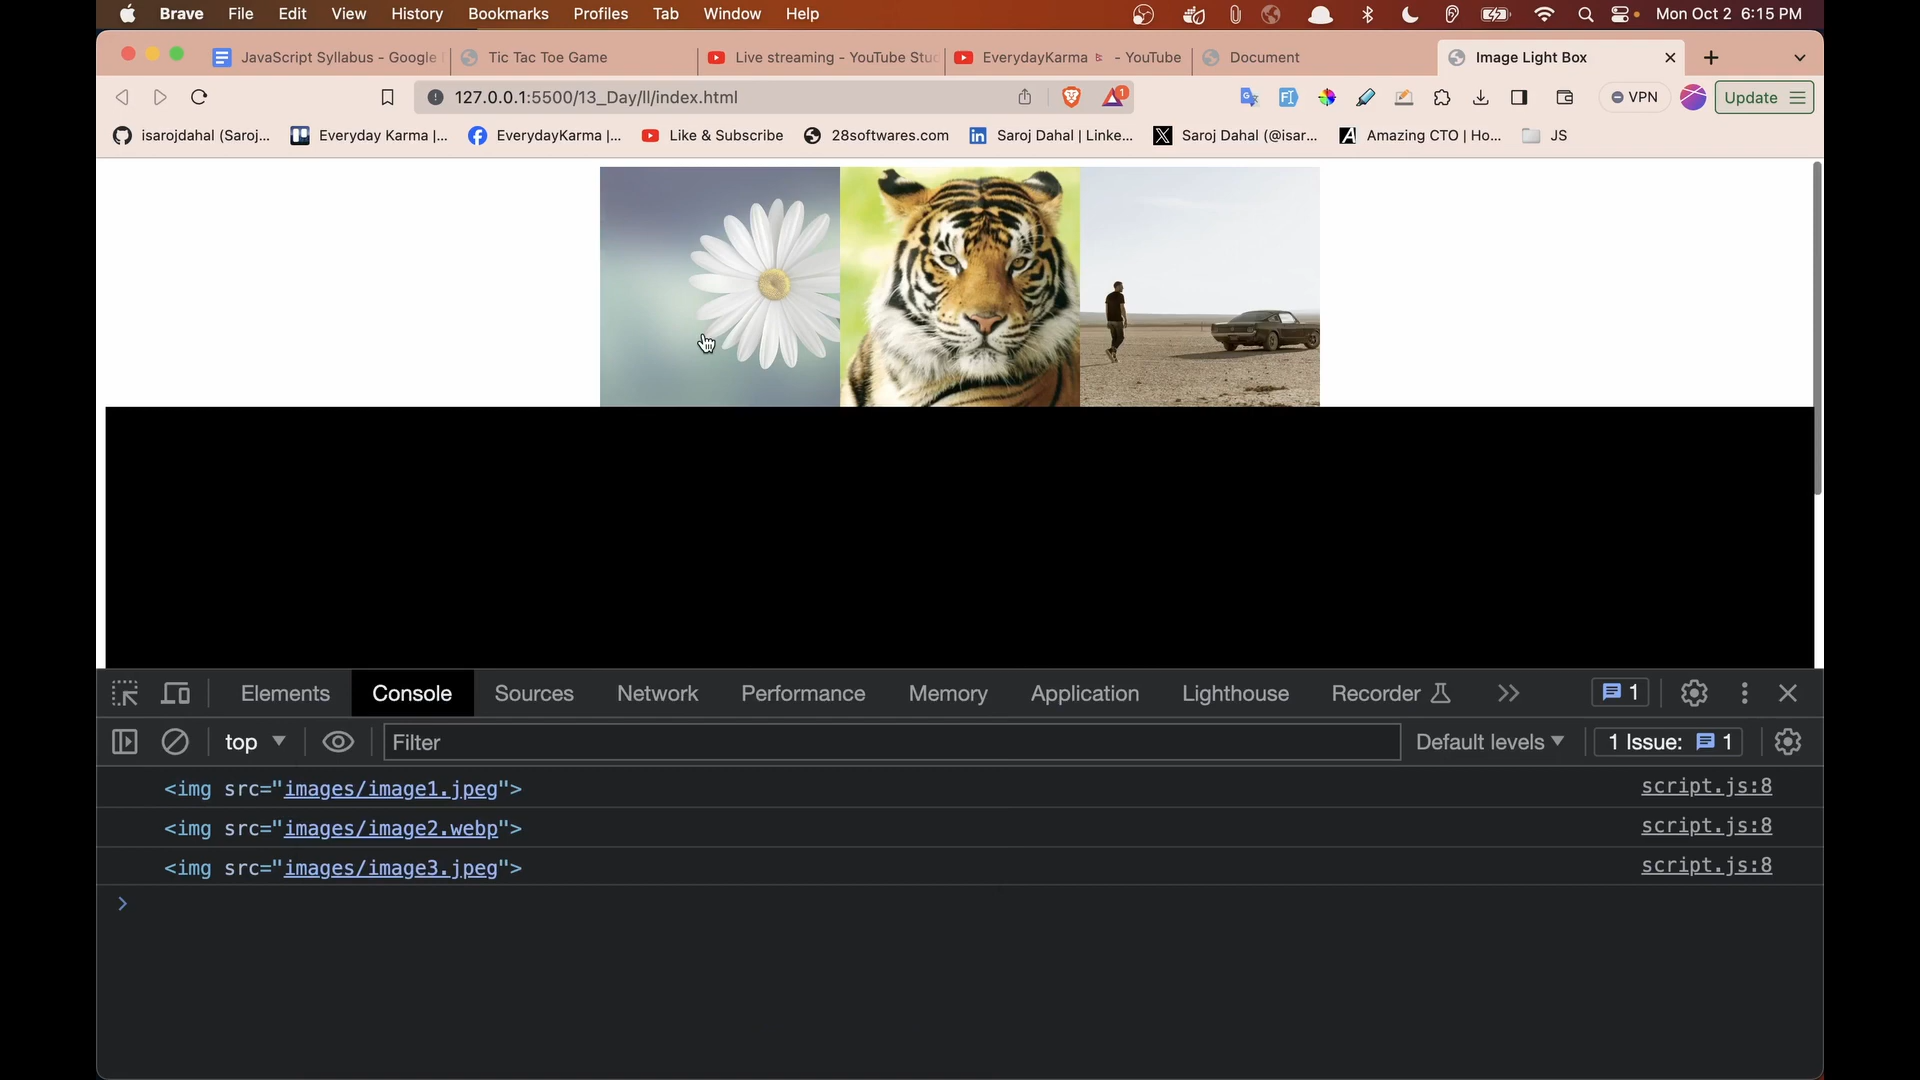 Brave File Edit View History Bookmarks Profiles Tab Window Help Mon Oct 2 6:15 PM
JavaScript Syllabus - Google Tic Tac Toe Game Live streaming - YouTube Stuc EverydayKarma - YouTube Document Image Light Box
127.0.0.1:5500/13_Day/ll/index.html 1 VPN Update
isarojdahal (Saroj... Everyday Karma |... EverydayKarma |... Like & Subscribe 28softwares.com Saroj Dahal | Linke... Saroj Dahal (@isar... Amazing CTO | Ho... JS
Elements Console Sources Network Performance Memory Application Lighthouse Recorder 1
top Filter Default levels 1 Issue: 1
<img src="images/image1.jpeg"> script.js:8
<img src="images/image2.webp"> script.js:8
<img src="images/image3.jpeg"> script.js:8